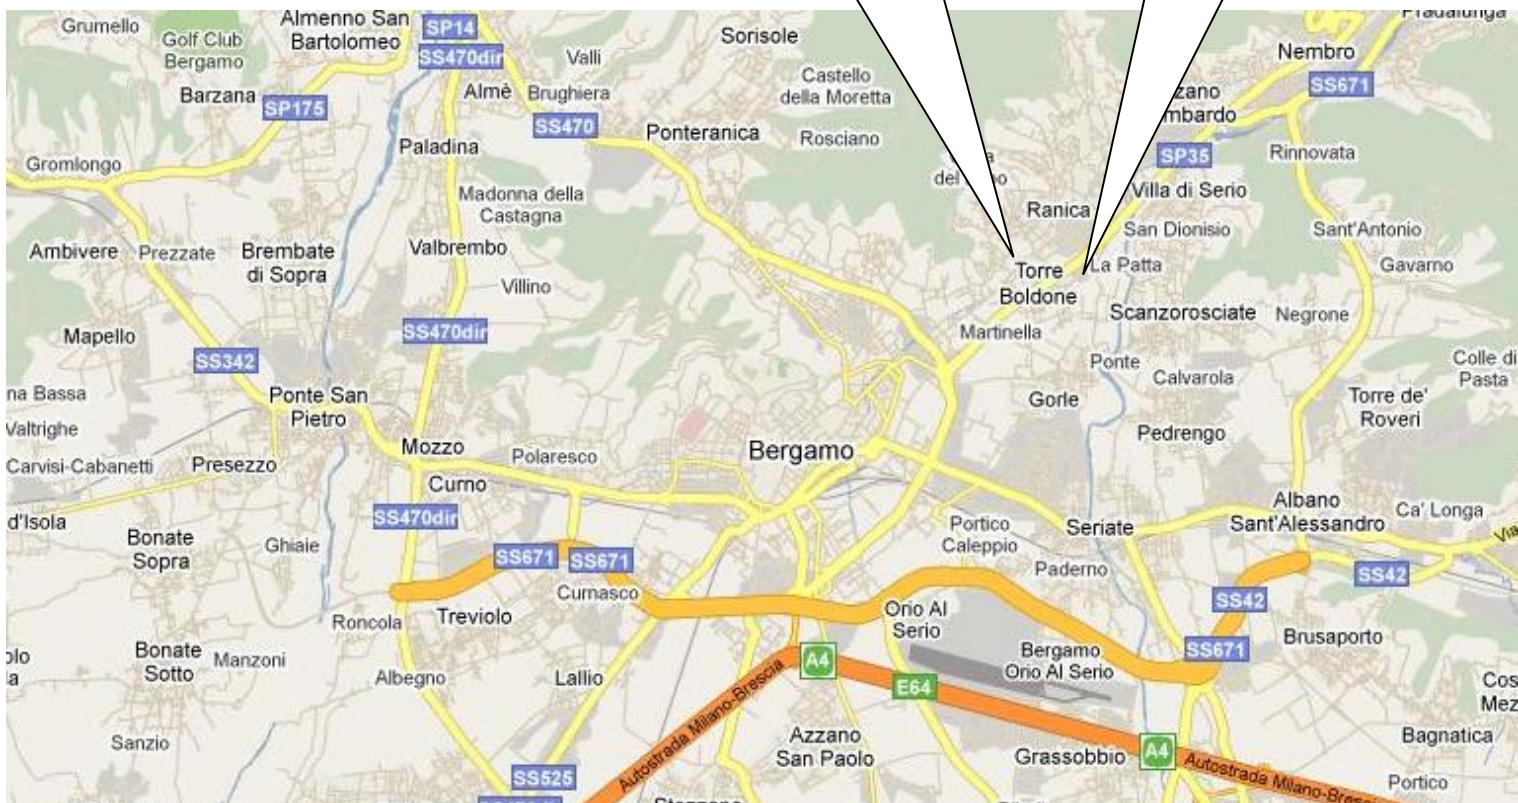 Grumello
Almenno San
Bartolomeo
SP14
Sorisole
Golf Club
Bergamo
SS470dir
Valli
Nembro
Castello
della Moretta
Barzana
SP175
Almè
Brughiera
SS671
SS470
Ponteranica
Rosciano
Paladina
SP35
Rinnovata
Gromlongo
Madonna della
Castagna
Villa di Serio
Ranica
San Dionisio
Sant'Antonio
Ambivere
Prezzate
Brembate
di Sopra
Valbrembo
Torre
Boldone
La Patta
Gavarno
Villino
Scanzorosciate
Negrone
Mapello
SS470dir
Martinella
SS342
Ponte
Colle di
Pasta
Calvarola
na Bassa
Ponte San
Pietro
Gorle
Torre de'
Roveri
Valtrighe
Pedrengo
Mozzo
Bergamo
Carvisi-Cabanetti
Presezzo
Polaresco
Curno
Albano
Sant'Alessandro
Ca' Longa
d'Isola
SS470dir
Portico
Caleppio
Seriate
Via
Bonate
Sopra
Ghiaie
SS671
SS671
Paderno
SS42
Curnasco
SS42
Roncola
Treviolo
Orio Al
Serio
Brusaporto
Bonate
Sotto
Manzoni
Bergamo
Orio Al Serio
SS671
olo
a
Albegno
Lallio
A4
E64
Cos
Mez
Autostrada Milano-Brescia
Sanzio
Azzano
San Paolo
Grassobbio
A4
Bagnatica
Autostrada Milano-Bresc
SS525
Portico